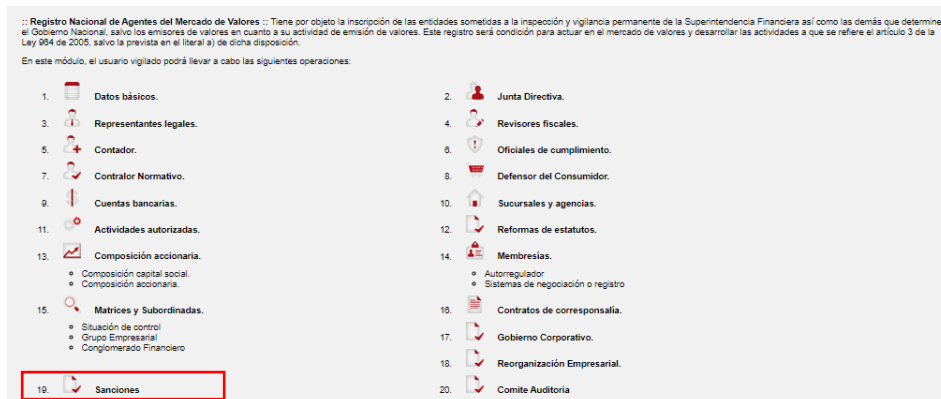 :: Registro Nacional de Agentes del Mercado de Valores :: Tiene por objeto la inscripción de las entidades sometidas a la inspección y vigilancia permanente de la Superintendencia Financiera así como las demás que determine
el Gobierno Nacional, salvo los emisores de valores en cuanto a su actividad de emisión de valores. Este registro será condición para actuar en el mercado de valores y desarrollar las actividades a que se refiere el artículo 3 de la
Ley 964 de 2005, salvo la prevista en el literal a) de dicha disposición.
En este módulo, el usuario vigilado podrá llevar a cabo las siguientes operaciones:
1. Datos básicos.
2. Junta Directiva.
3. Representantes legales.
4. Revisores fiscales.
5. Contador.
6. Oficiales de cumplimiento.
7. Contralor Normativo.
8. Defensor del Consumidor.
9. Cuentas bancarias.
10. Sucursales y agencias.
11. Actividades autorizadas.
12. Reformas de estatutos.
13. Composición accionaria.
Composición capital social.
Composición accionaria.
14. Membresías.
Autorregulador
Sistemas de negociación o registro
15. Matrices y Subordinadas.
Situación de control
Grupo Empresarial
Conglomerado Financiero
16. Contratos de corresponsalía.
17. Gobierno Corporativo.
18. Reorganización Empresarial.
19. Sanciones
20. Comite Auditoria